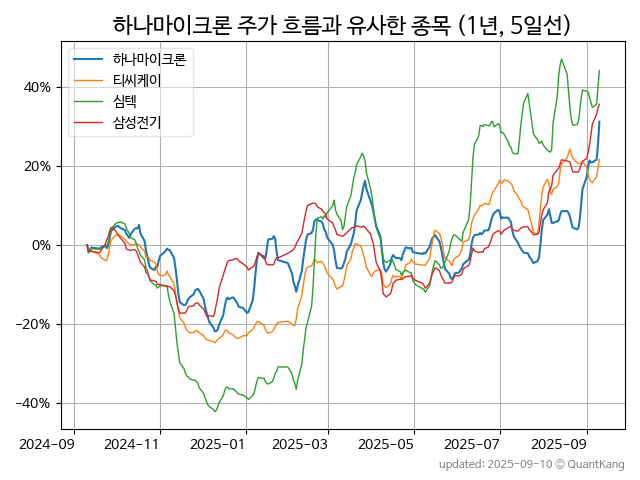 하나마이크론 주가 흐름과 유사한 종목 (1년, 5일선)
하나마이크론
티씨케이
심텍
삼성전기
40%
20%
0%
−20%
−40%
2024-09 2024-11 2025-01 2025-03 2025-05 2025-07 2025-09
updated: 2025-09-10 © QuantKang